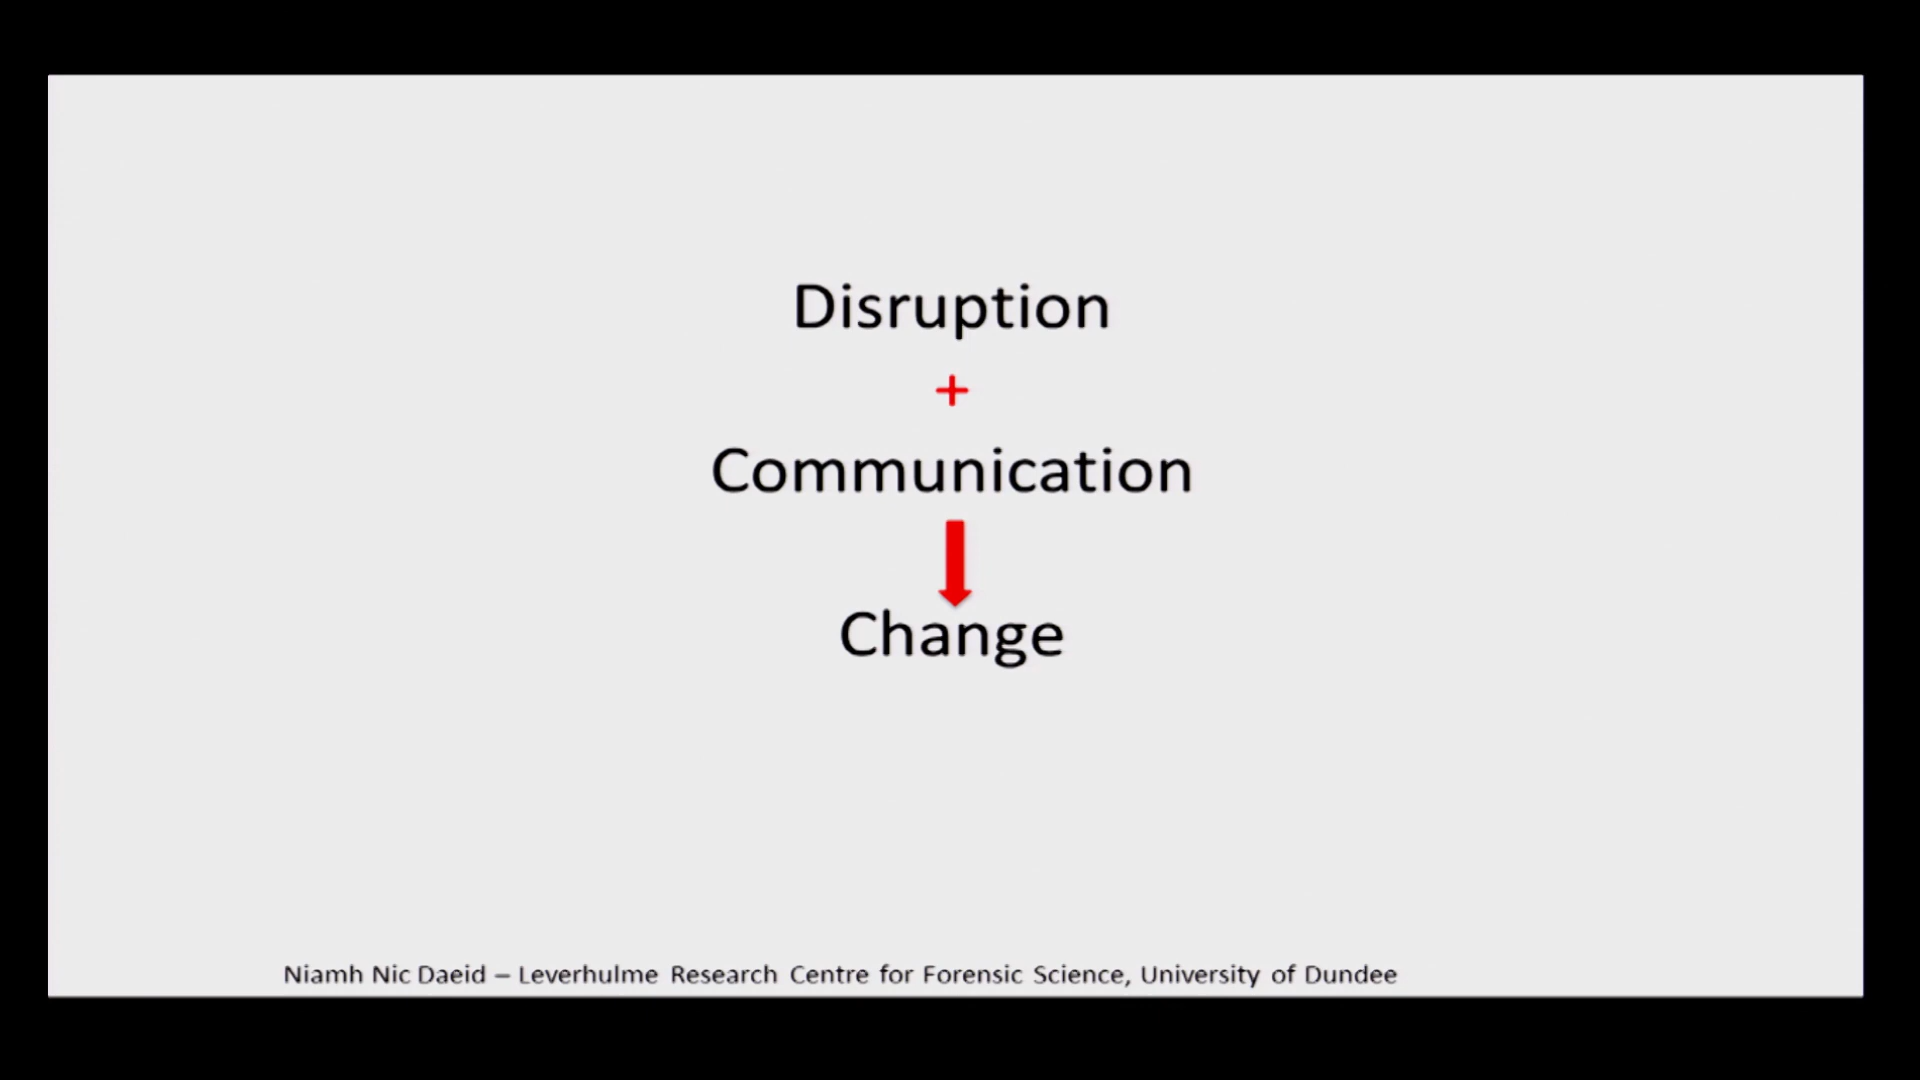 Disruption
+
Communication
Change
Niamh Nic Daeid – Leverhulme Research Centre for Forensic Science, University of Dundee